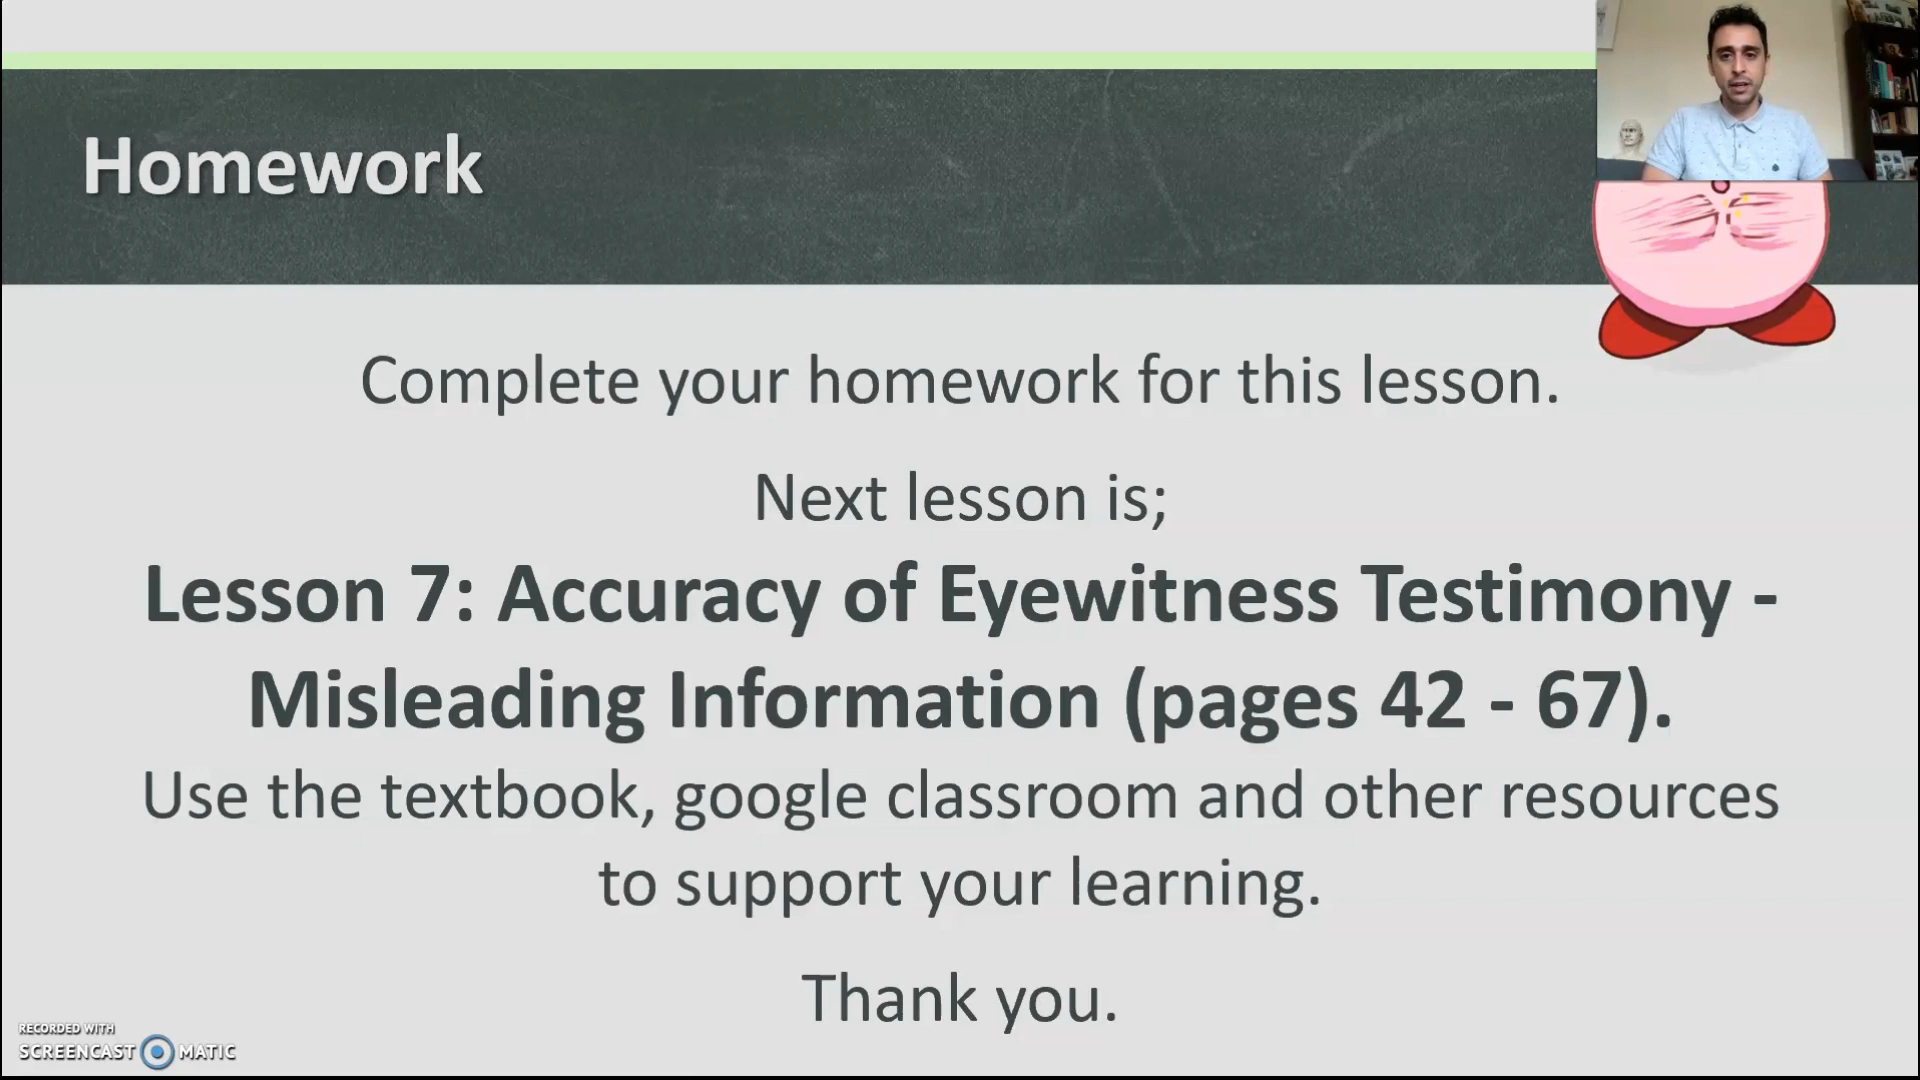 Homework
Complete your homework for this lesson.
Next lesson is;
Lesson 7: Accuracy of Eyewitness Testimony -
Misleading Information (pages 42 - 67).
Use the textbook, google classroom and other resources
to support your learning.
Thank you.
RECORDED WITH
SCREENCAST MATIC